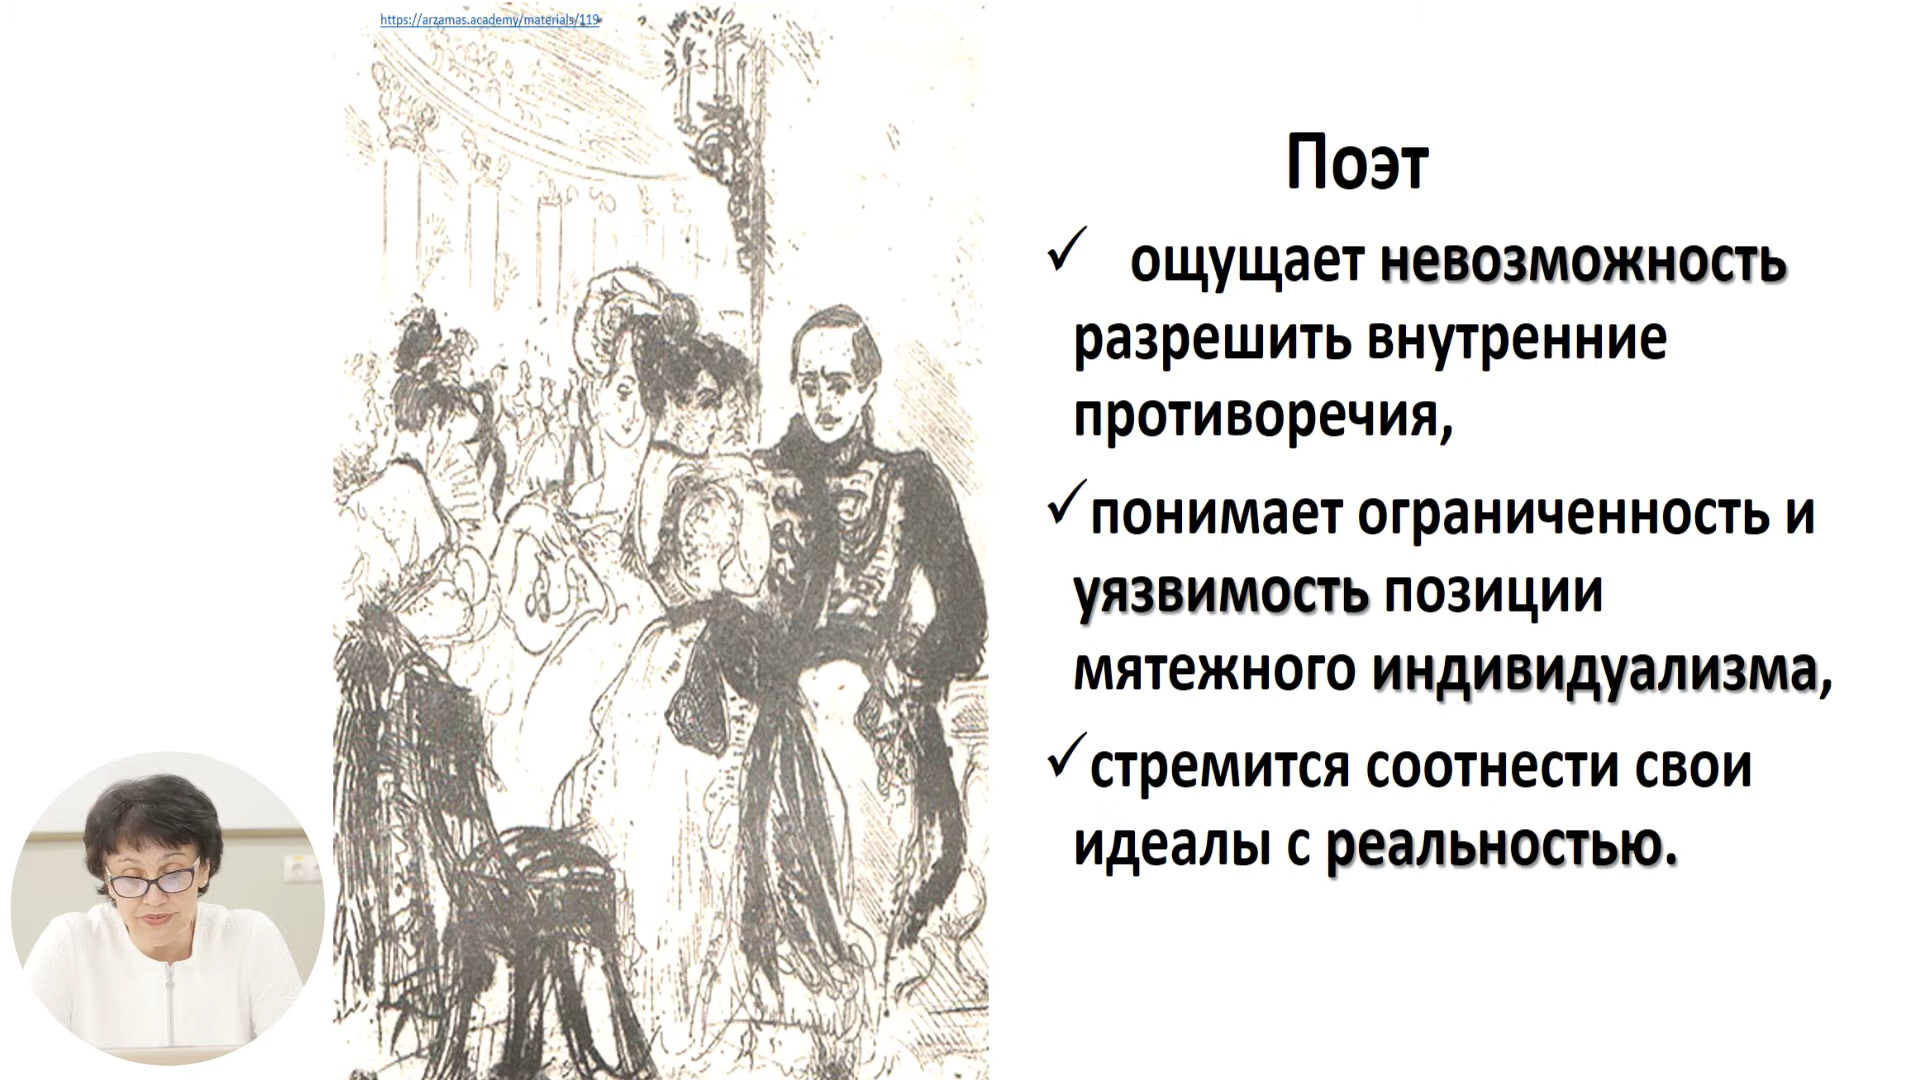 https://arzamas.academy/materials/119
Поэт
✓ ощущает невозможность
разрешить внутренние
противоречия,
✓понимает ограниченность и
уязвимость позиции
мятежного индивидуализма,
✓стремится соотнести свои
идеалы с реальностью.